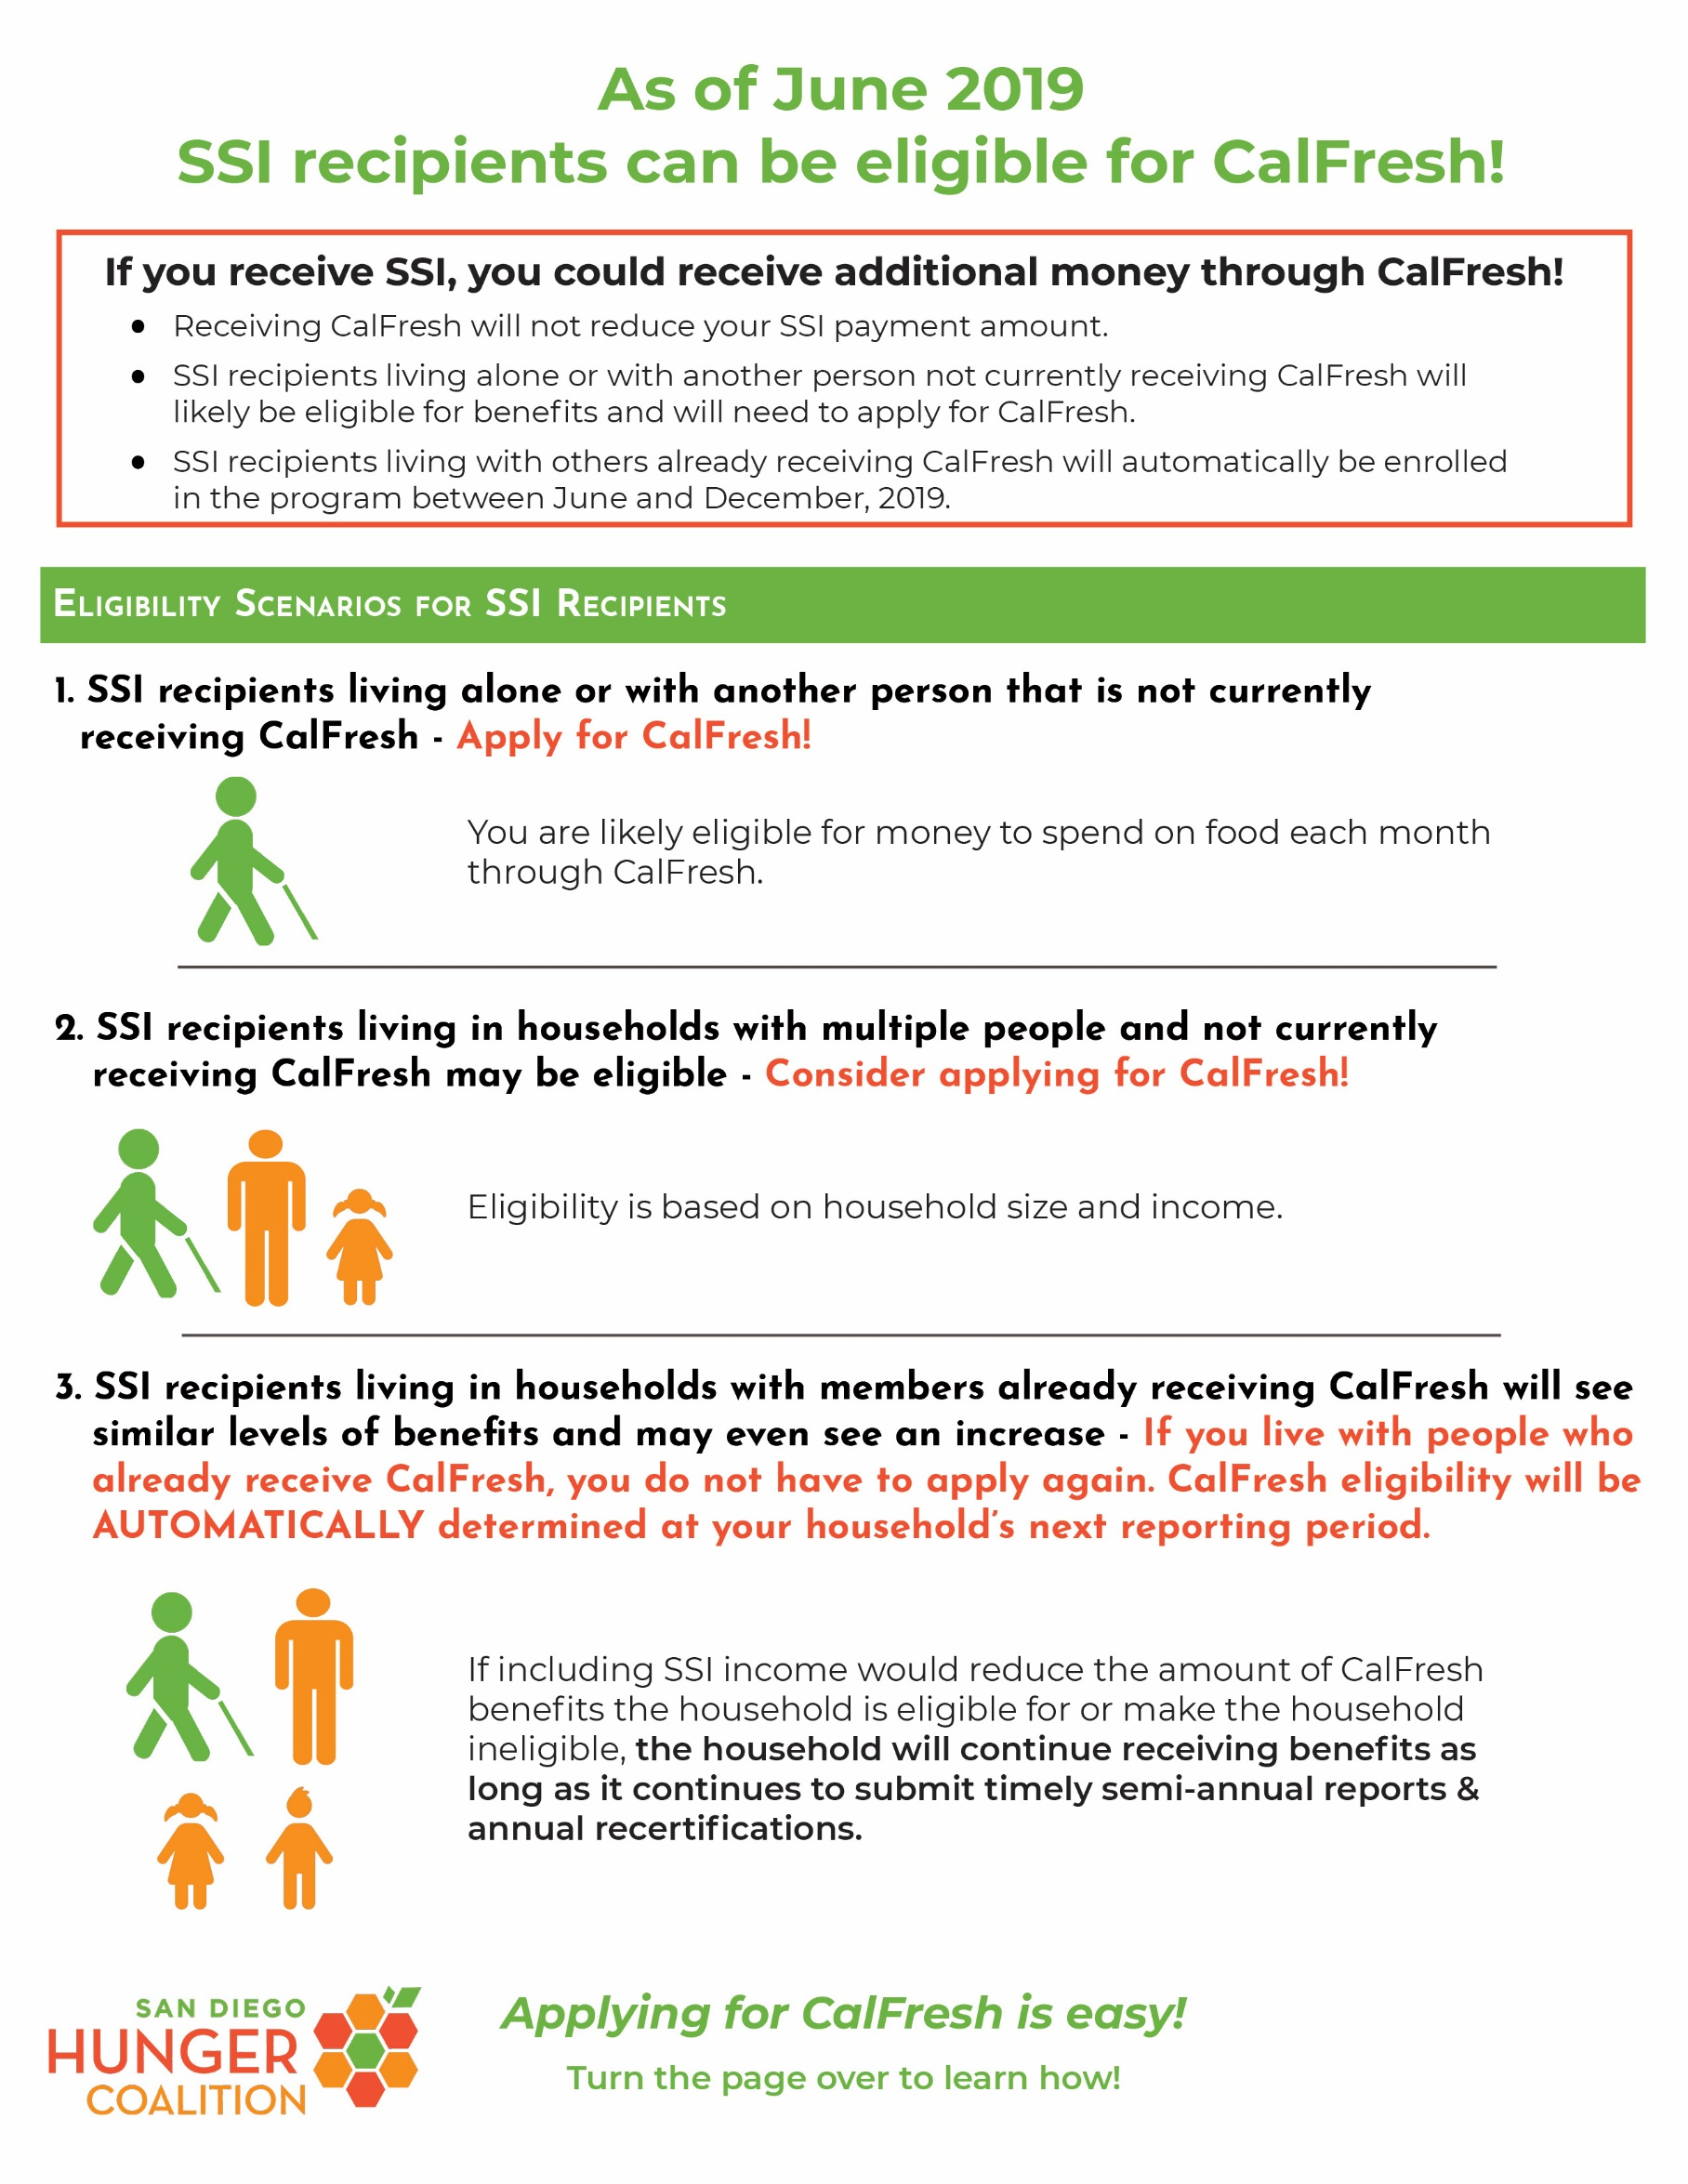 As of June 2019
SSI recipients can be eligible for CalFresh!
If you receive SSI, you could receive additional money through CalFresh!
● Receiving CalFresh will not reduce your SSI payment amount.
● SSI recipients living alone or with another person not currently receiving CalFresh will
likely be eligible for benefits and will need to apply for CalFresh.
● SSI recipients living with others already receiving CalFresh will automatically be enrolled
in the program between June and December, 2019.
Eligibility Scenarios for SSI Recipients
1. SSI recipients living alone or with another person that is not currently
receiving CalFresh - Apply for CalFresh!
You are likely eligible for money to spend on food each month
through CalFresh.
2. SSI recipients living in households with multiple people and not currently
receiving CalFresh may be eligible - Consider applying for CalFresh!
Eligibility is based on household size and income.
3. SSI recipients living in households with members already receiving CalFresh will see
similar levels of benefits and may even see an increase - If you live with people who
already receive CalFresh, you do not have to apply again. CalFresh eligibility will be
AUTOMATICALLY determined at your household's next reporting period.
If including SSI income would reduce the amount of CalFresh
benefits the household is eligible for or make the household
ineligible, the household will continue receiving benefits as
long as it continues to submit timely semi-annual reports &
annual recertifications.
SAN DIEGO
HUNGER
COALITION
Applying for CalFresh is easy!
Turn the page over to learn how!